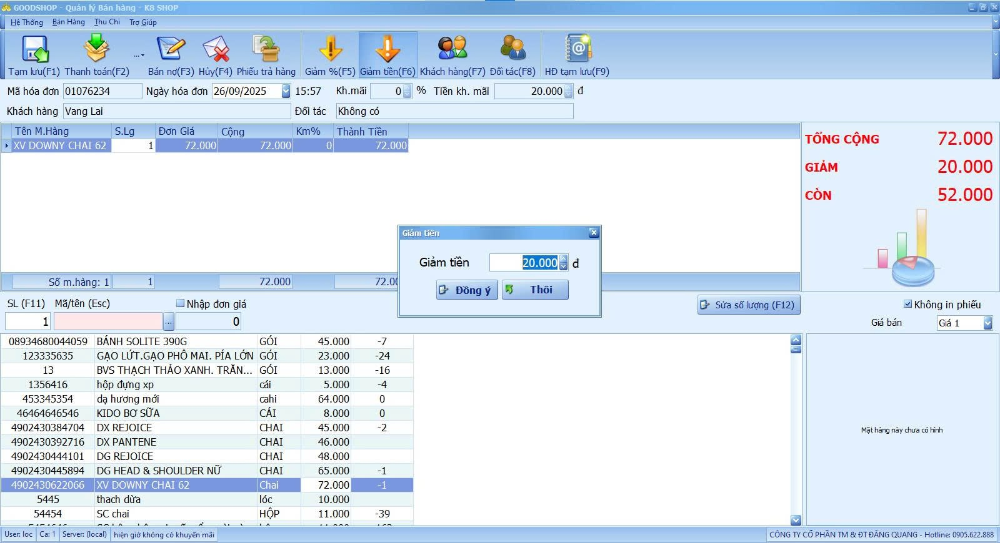 GOODSHOP - Quản lý Bán hàng - K8 SHOP
Hệ Thống Bán Hàng Thu Chi Trợ Giúp
Tạm lưu(F1) Thanh toán(F2) ... Bán nợ(F3) Hủy(F4) Phiếu trả hàng Giảm %(F5) Giảm tiền(F6) Khách hàng(F7) Đối tác(F8) HĐ tạm lưu(F9)
Mã hóa đơn 01076234 Ngày hóa đơn 26/09/2025 15:57 Kh.mãi 0 % Tiền kh. mãi 20.000 đ
Khách hàng Vang Lai Đối tác Không có
Tên M.Hàng S.Lg Đơn Giá Cộng Km% Thành Tiền
XV DOWNY CHAI 62 1 72.000 72.000 0 72.000
TỔNG CỘNG 72.000
GIẢM 20.000
CÒN 52.000
Giảm tiền
Giảm tiền 20.000 đ
Đồng ý Thôi
Số m.hàng: 1 1 72.000 72.00
SL (F11) Mã/tên (Esc) Nhập đơn giá Sửa số lượng (F12) Không in phiếu
1 ... 0 Giá bán Giá 1
08934680044059 BÁNH SOLITE 390G GÓI 45.000 -7
123335635 GẠO LỨT.GẠO PHÔ MAI. PÍA LỚN GÓI 23.000 -24
13 BVS THẠCH THẢO XANH. TRẮN... GÓI 13.000 -16
1356416 hộp đựng xp cái 5.000 -4
453345354 dạ hương mới cahi 64.000 0
46464646546 KIDO BƠ SỮA CÁI 8.000 0
4902430384704 DX REJOICE CHAI 45.000 -2
4902430392716 DX PANTENE CHAI 46.000
4902430444101 DG REJOICE CHAI 48.000
4902430445894 DG HEAD & SHOULDER NỮ CHAI 65.000 -1
4902430622066 XV DOWNY CHAI 62 Chai 72.000 -1
5445 thach dừa lóc 10.000
54454 SC chai HỘP 11.000 -39
Mặt hàng này chưa có hình
User: loc Ca: 1 Server: (local) hiện giờ không có khuyến mãi
CÔNG TY CỔ PHẦN TM & ĐT ĐĂNG QUANG - Hotline: 0905.622.888